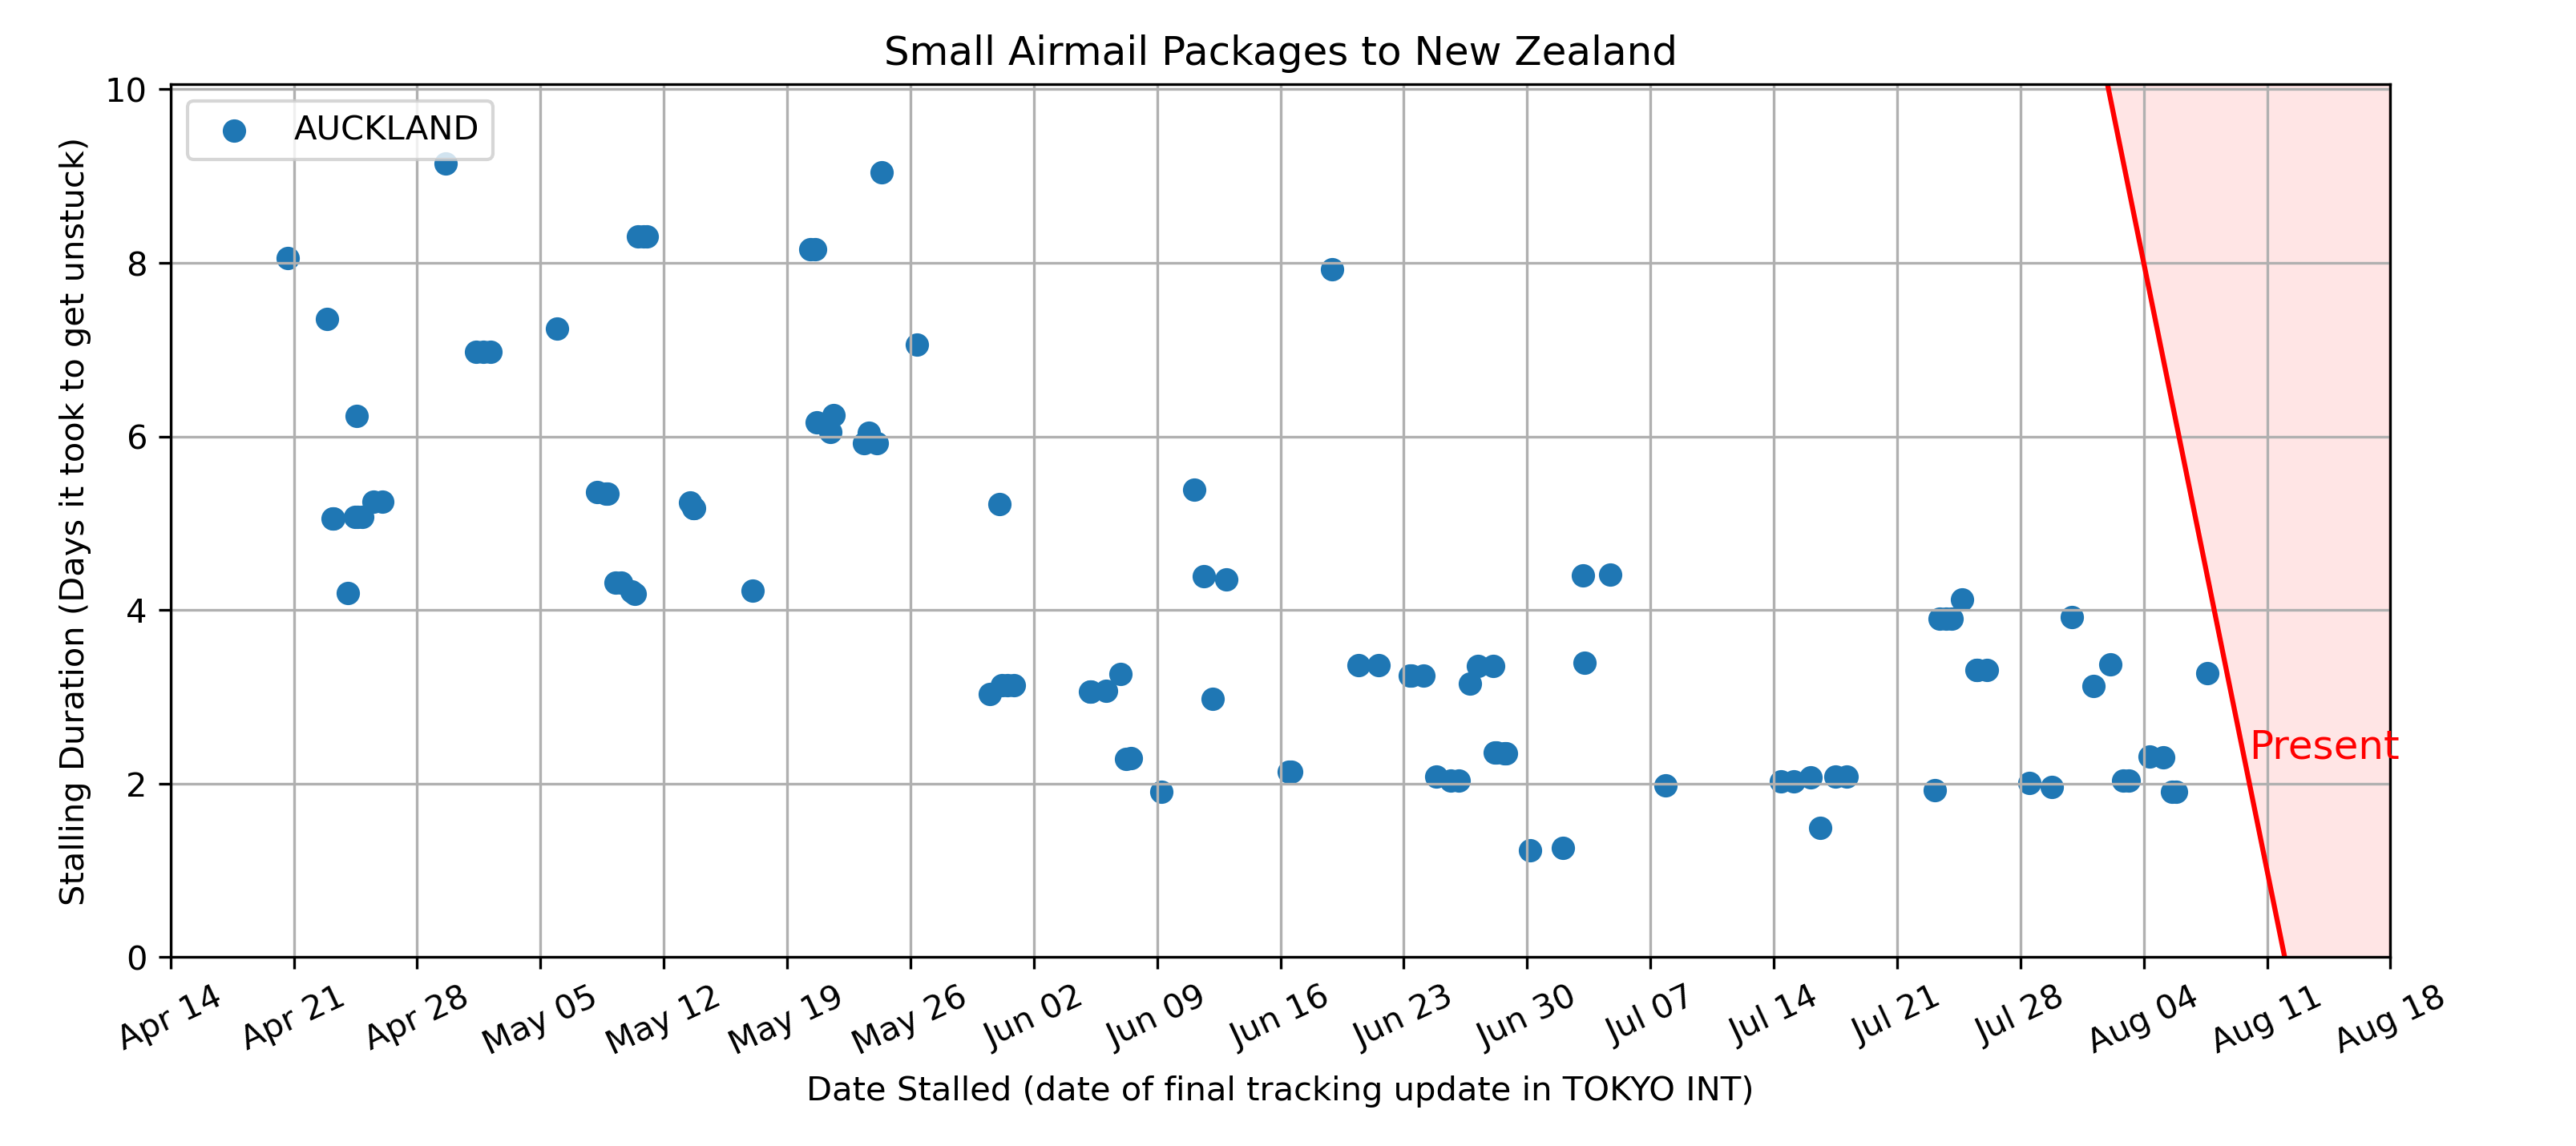 Small Airmail Packages to New Zealand
AUCKLAND
Stalling Duration (Days it took to get unstuck)
10
8
6
4
2
0
Present
Apr 14 Apr 21 Apr 28 May 05 May 12 May 19 May 26 Jun 02 Jun 09 Jun 16 Jun 23 Jun 30 Jul 07 Jul 14 Jul 21 Jul 28 Aug 04 Aug 11 Aug 18
Date Stalled (date of final tracking update in TOKYO INT)